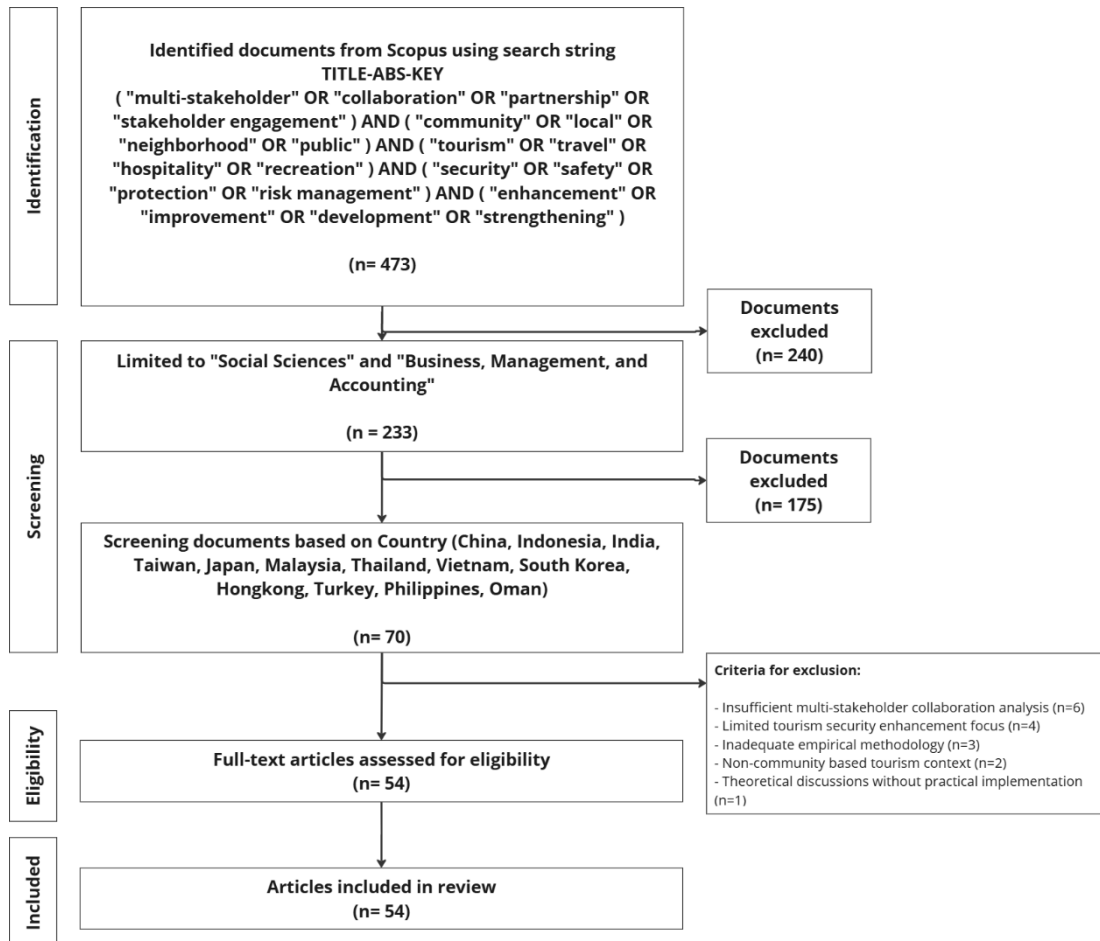 Identification
Identified documents from Scopus using search string
TITLE-ABS-KEY
( "multi-stakeholder" OR "collaboration" OR "partnership" OR
"stakeholder engagement" ) AND ( "community" OR "local" OR
"neighborhood" OR "public" ) AND ( "tourism" OR "travel" OR
"hospitality" OR "recreation" ) AND ( "security" OR "safety" OR
"protection" OR "risk management" ) AND ( "enhancement" OR
"improvement" OR "development" OR "strengthening" )
(n= 473)
Documents
excluded
(n= 240)
Screening
Limited to "Social Sciences" and "Business, Management, and
Accounting"
(n = 233)
Documents
excluded
(n= 175)
Screening documents based on Country (China, Indonesia, India,
Taiwan, Japan, Malaysia, Thailand, Vietnam, South Korea,
Hongkong, Turkey, Philippines, Oman)
(n= 70)
Criteria for exclusion:
- Insufficient multi-stakeholder collaboration analysis (n=6)
- Limited tourism security enhancement focus (n=4)
- Inadequate empirical methodology (n=3)
- Non-community based tourism context (n=2)
- Theoretical discussions without practical implementation
(n=1)
Eligibility
Full-text articles assessed for eligibility
(n= 54)
Included
Articles included in review
(n= 54)